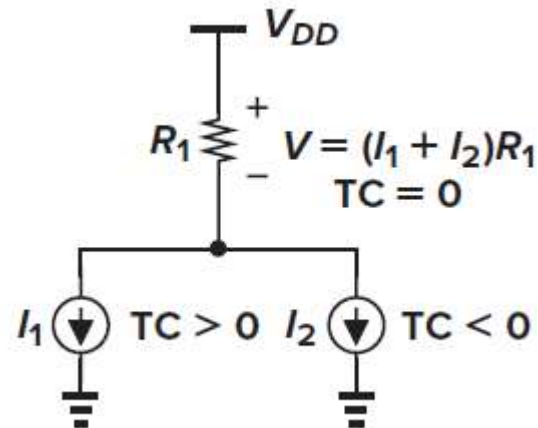 V_DD
+
R_1
V = (I_1 + I_2)R_1
−
TC = 0
I_1
TC > 0
I_2
TC < 0